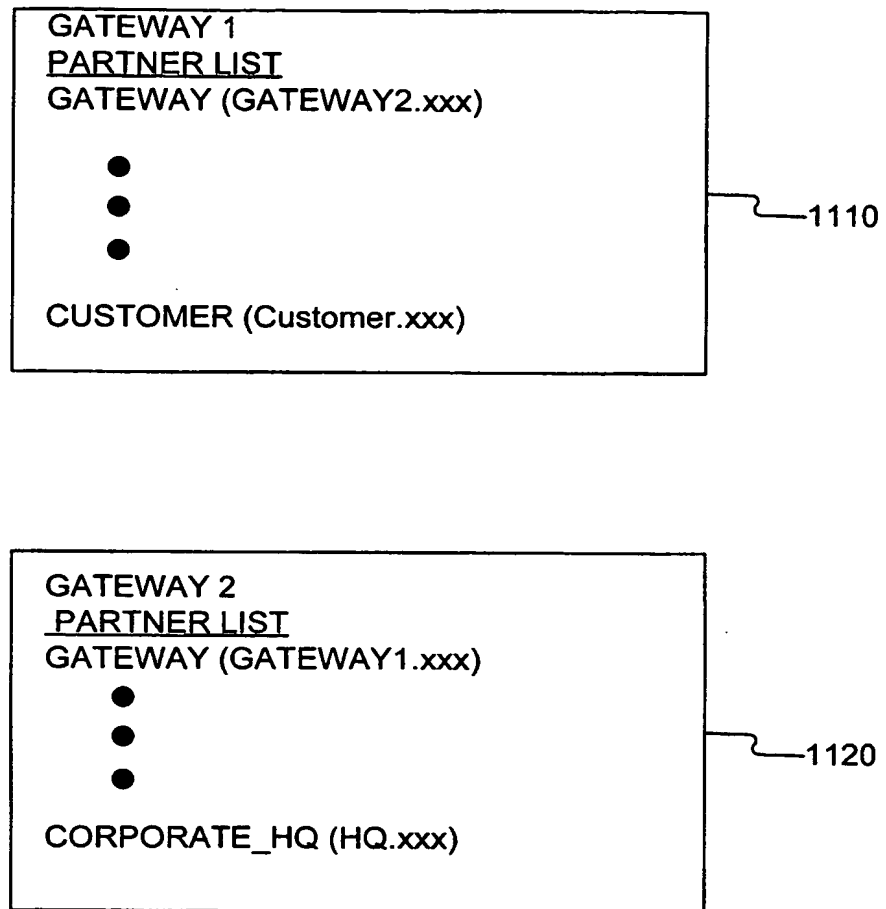 GATEWAY 1
PARTNER LIST
GATEWAY (GATEWAY2.xxx)
CUSTOMER (Customer.xxx)
1110
GATEWAY 2
PARTNER LIST
GATEWAY (GATEWAY1.xxx)
CORPORATE_HQ (HQ.xxx)
1120